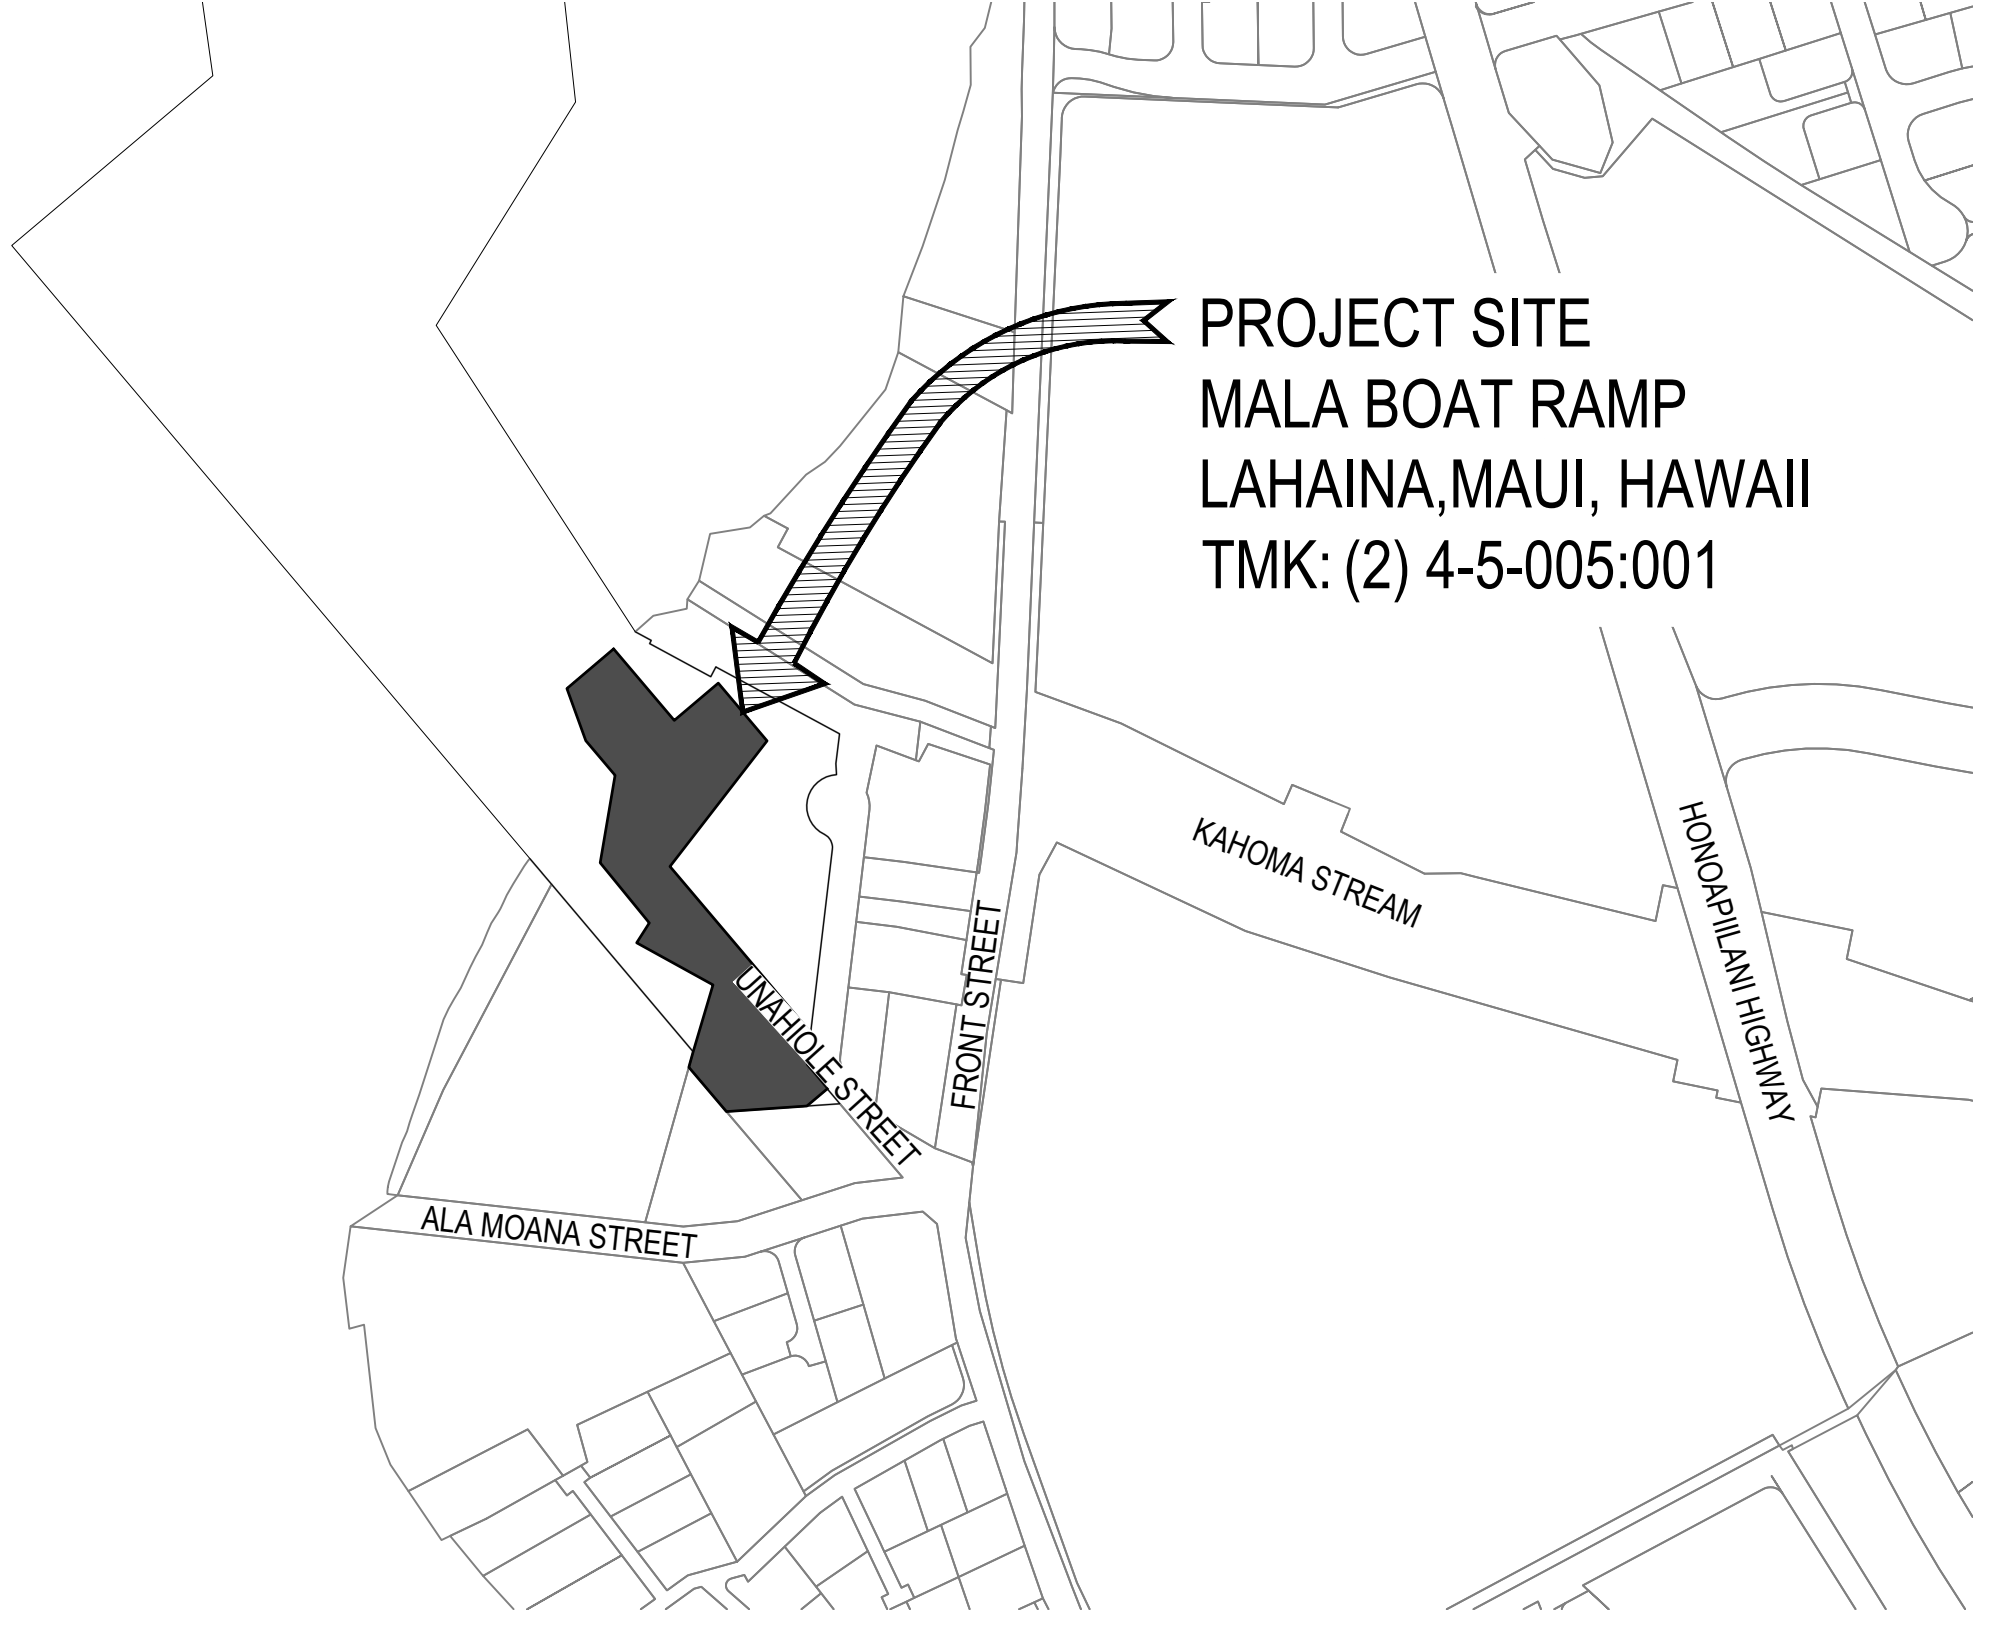 PROJECT SITE
MALA BOAT RAMP
LAHAINA,MAUI, HAWAII
TMK: (2) 4-5-005:001
KAHOMA STREAM
HONOAPIILANI HIGHWAY
FRONT STREET
UNAHIOLE STREET
ALA MOANA STREET